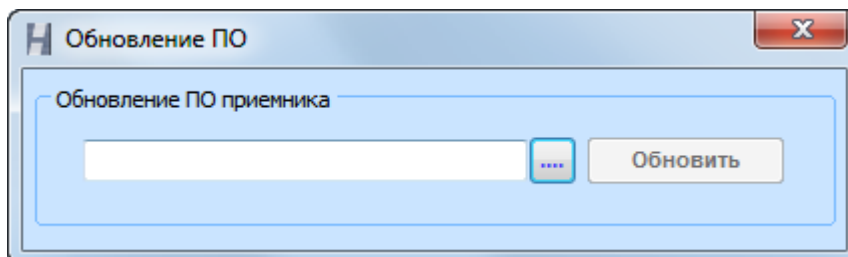 Обновление ПО
Обновление ПО приемника
.... Обновить